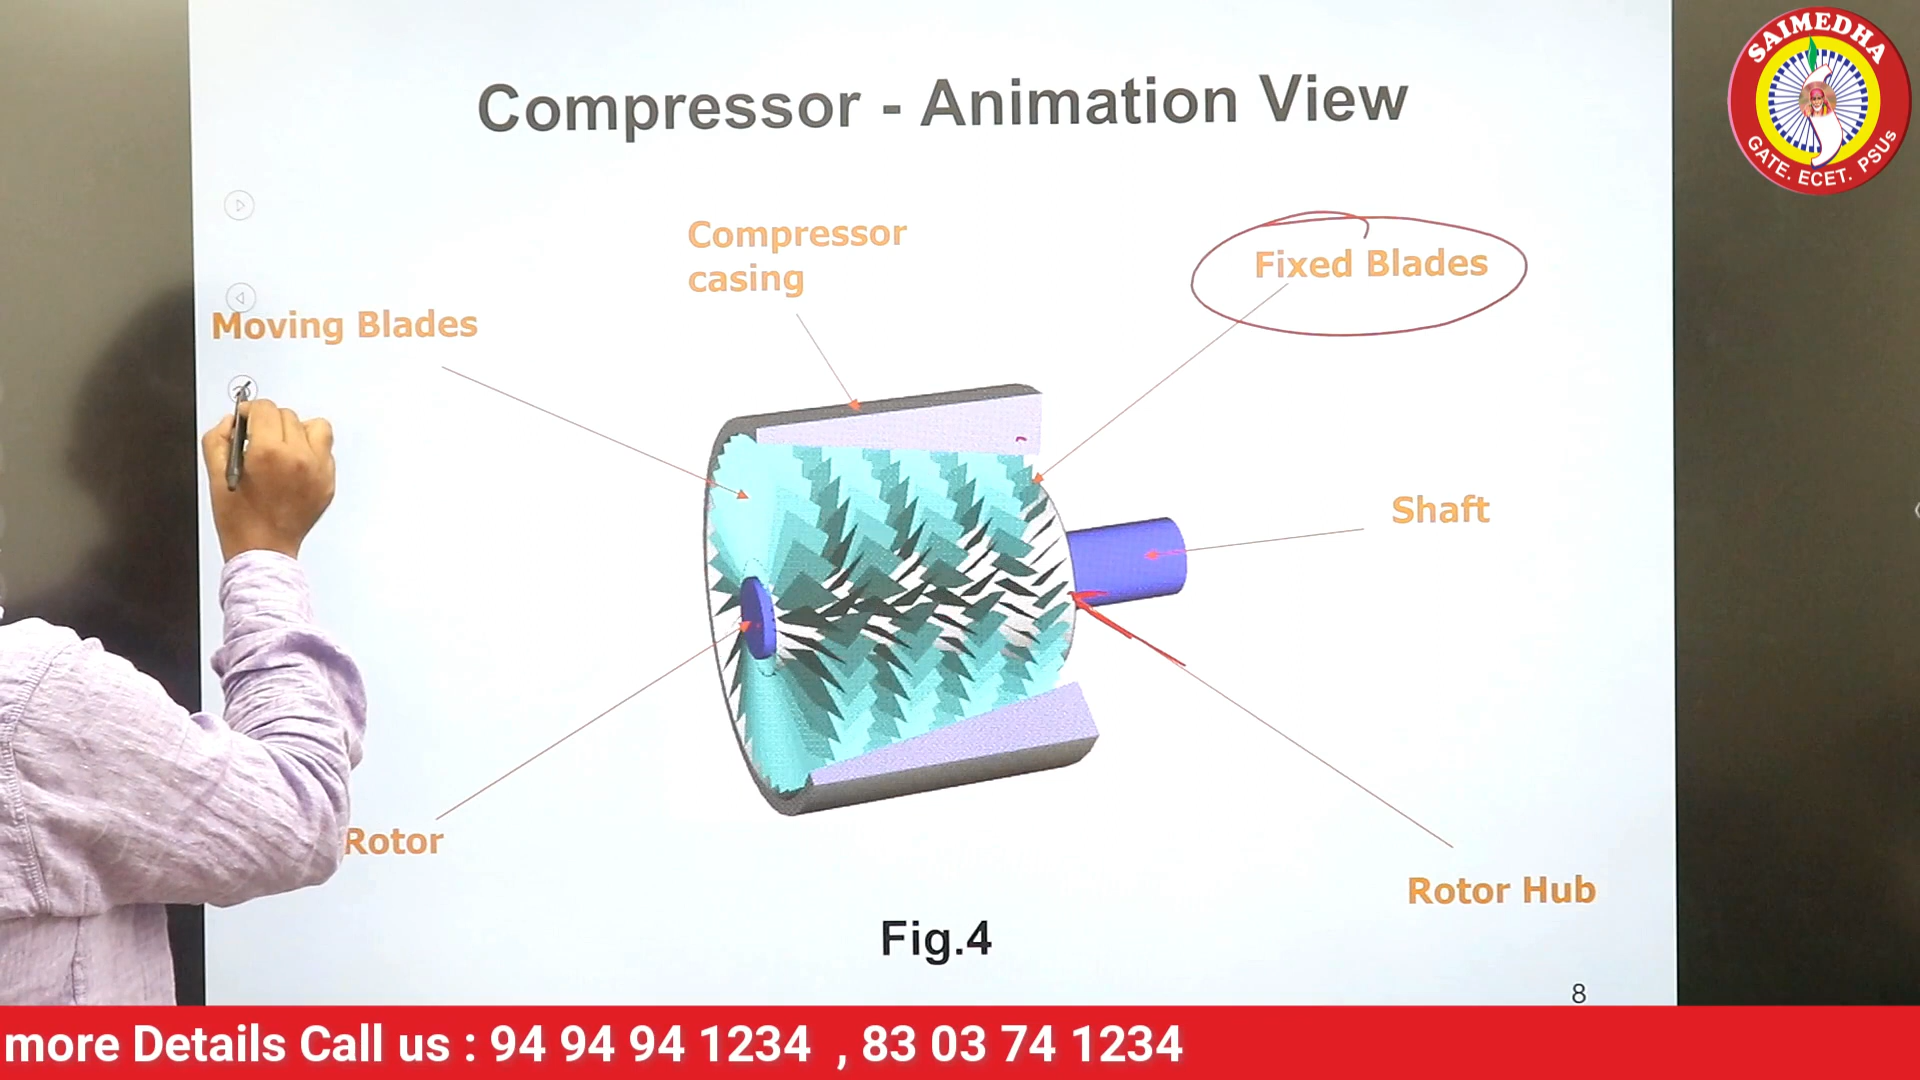 Compressor - Animation View
SAIMEDHA
GATE. ECET. PSUs
Compressor
casing
Fixed Blades
Moving Blades
Shaft
Rotor
Rotor Hub
Fig.4
8
more Details Call us : 94 94 94 1234 , 83 03 74 1234